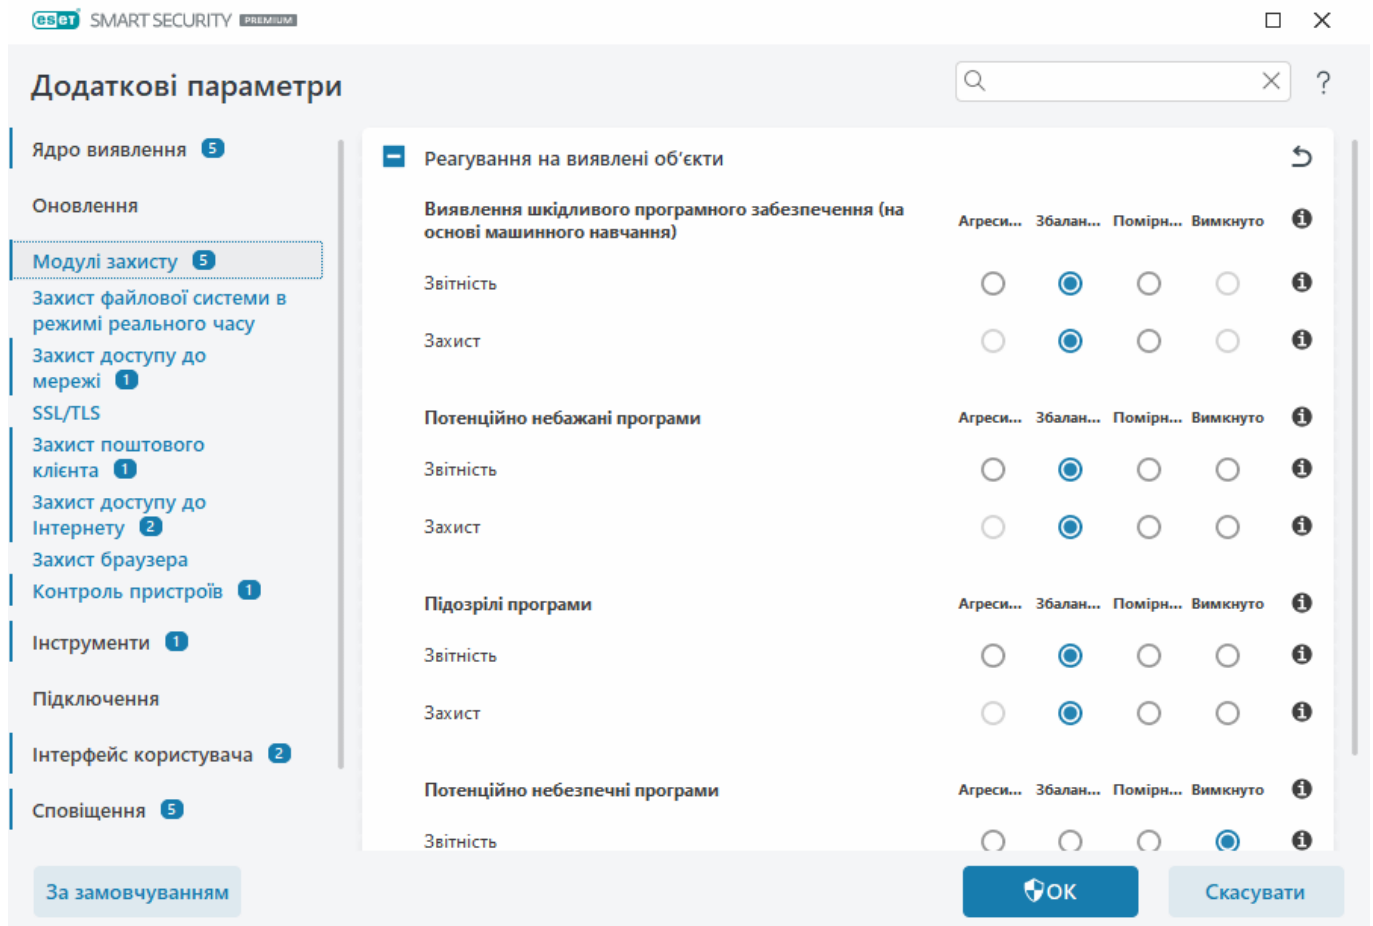 eset SMART SECURITY PREMIUM
Додаткові параметри
?
Ядро виявлення 5
Оновлення
Модулі захисту 5
Захист файлової системи в
режимі реального часу
Захист доступу до
мережі 1
SSL/TLS
Захист поштового
клієнта 1
Захист доступу до
Інтернету 2
Захист браузера
Контроль пристроїв 1
Інструменти 1
Підключення
Інтерфейс користувача 2
Сповіщення 5
Реагування на виявлені об’єкти
Виявлення шкідливого програмного забезпечення (на
основі машинного навчання)
Агреси... Збалан... Помірн... Вимкнуто
Звітність
Захист
Потенційно небажані програми
Агреси... Збалан... Помірн... Вимкнуто
Звітність
Захист
Підозрілі програми
Агреси... Збалан... Помірн... Вимкнуто
Звітність
Захист
Потенційно небезпечні програми
Агреси... Збалан... Помірн... Вимкнуто
Звітність
За замовчуванням
ОК
Скасувати